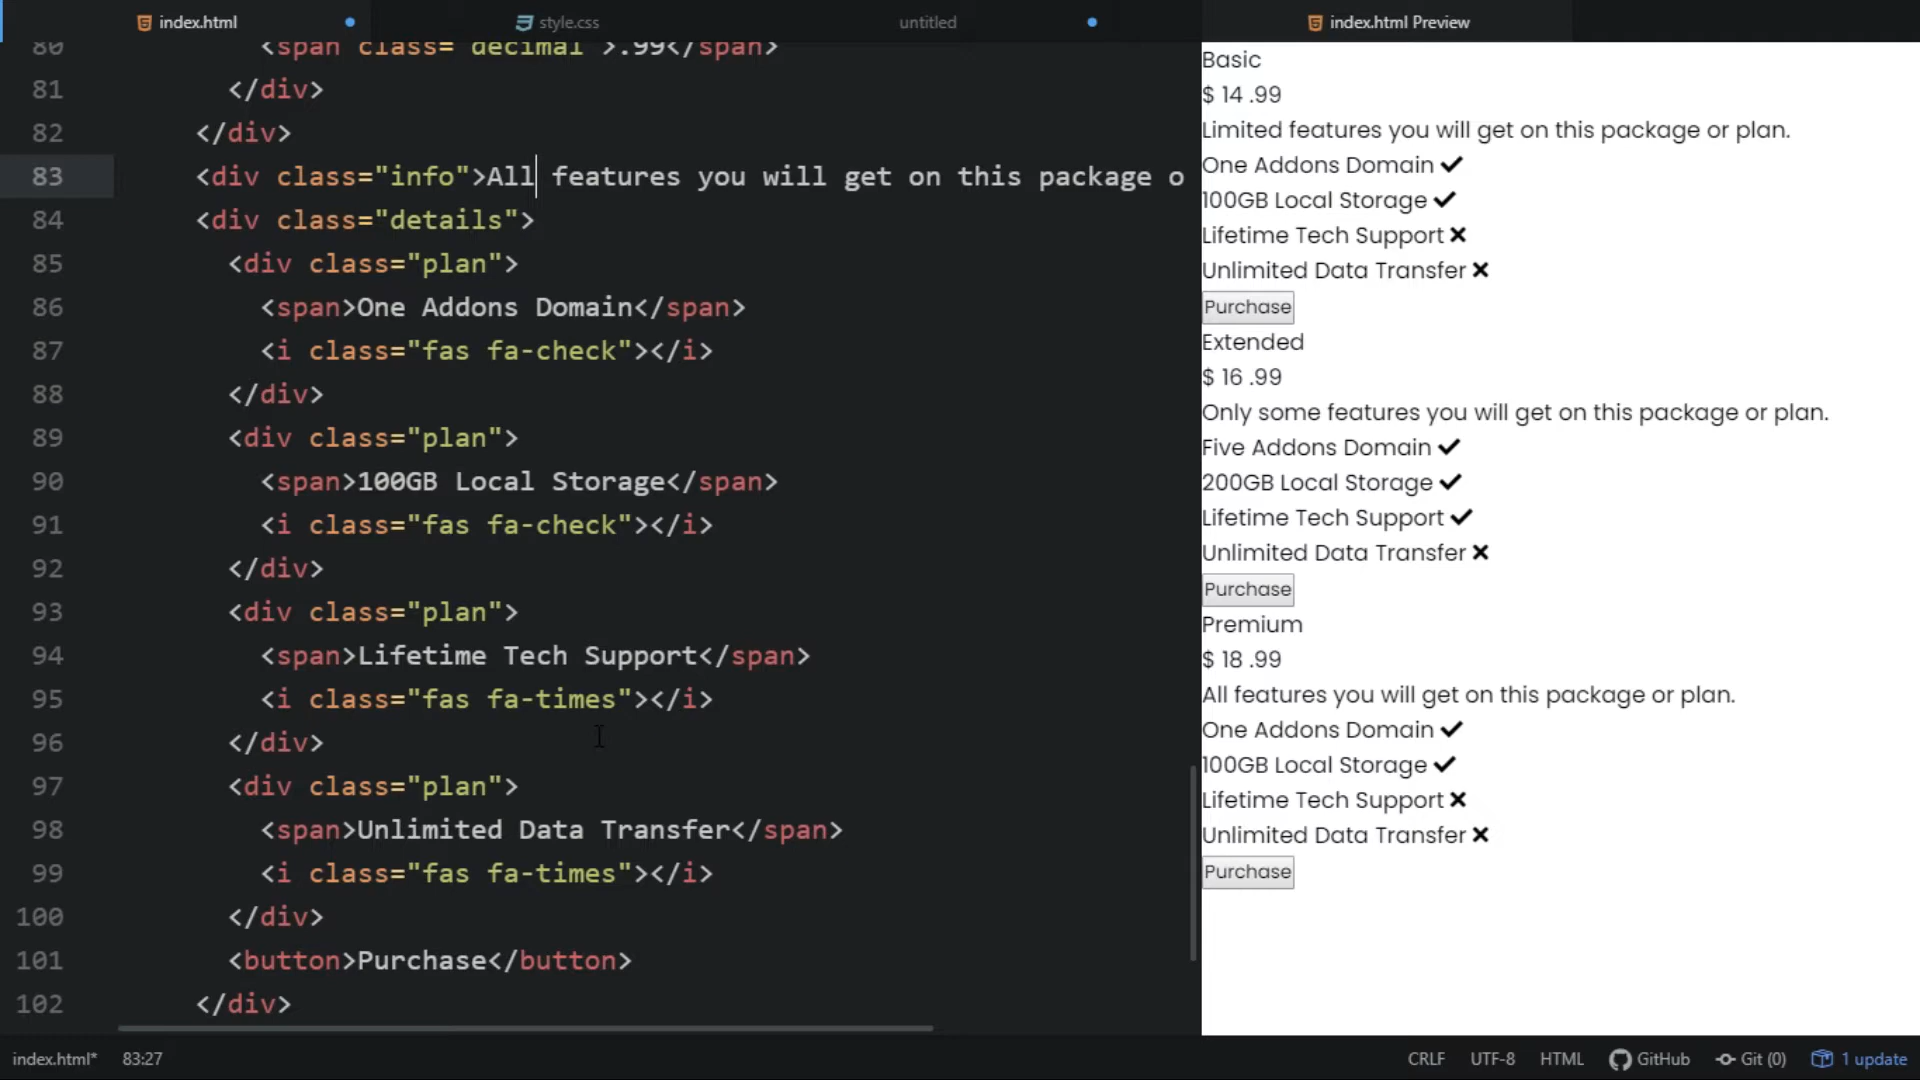 index.html
style.css
untitled
index.html Preview
80 <span class="decimal">.99</span>
81 </div>
82 </div>
83 <div class="info">All features you will get on this package o
84 <div class="details">
85 <div class="plan">
86 <span>One Addons Domain</span>
87 <i class="fas fa-check"></i>
88 </div>
89 <div class="plan">
90 <span>100GB Local Storage</span>
91 <i class="fas fa-check"></i>
92 </div>
93 <div class="plan">
94 <span>Lifetime Tech Support</span>
95 <i class="fas fa-times"></i>
96 </div>
97 <div class="plan">
98 <span>Unlimited Data Transfer</span>
99 <i class="fas fa-times"></i>
100 </div>
101 <button>Purchase</button>
102 </div>
Basic
$ 14 .99
Limited features you will get on this package or plan.
One Addons Domain ✔
100GB Local Storage ✔
Lifetime Tech Support ✖
Unlimited Data Transfer ✖
Purchase
Extended
$ 16 .99
Only some features you will get on this package or plan.
Five Addons Domain ✔
200GB Local Storage ✔
Lifetime Tech Support ✔
Unlimited Data Transfer ✖
Purchase
Premium
$ 18 .99
All features you will get on this package or plan.
One Addons Domain ✔
100GB Local Storage ✔
Lifetime Tech Support ✖
Unlimited Data Transfer ✖
Purchase
index.html* 83:27 CRLF UTF-8 HTML GitHub Git (0) 1 update